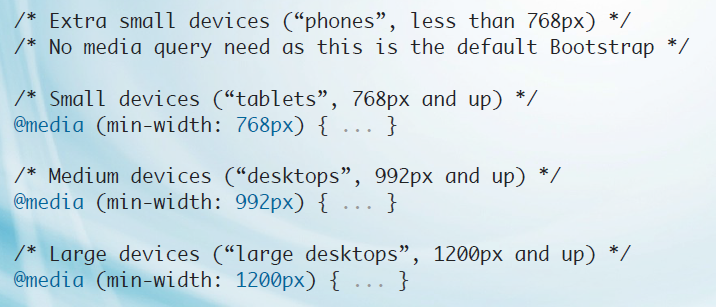 /* Extra small devices (“phones”, less than 768px) */
/* No media query need as this is the default Bootstrap */
/* Small devices (“tablets”, 768px and up) */
@media (min-width: 768px) { ... }
/* Medium devices (“desktops”, 992px and up) */
@media (min-width: 992px) { ... }
/* Large devices (“large desktops”, 1200px and up) */
@media (min-width: 1200px) { ... }